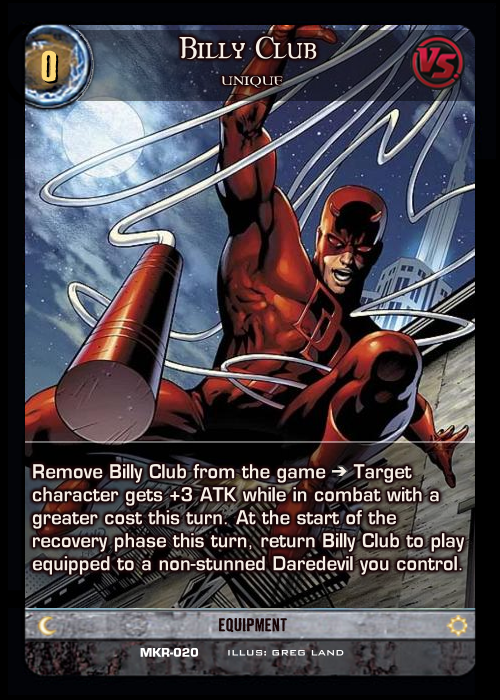 0
Billy Club
VS
UNIQUE
DD
Remove Billy Club from the game ➔ Target
character gets +3 ATK while in combat with a
greater cost this turn. At the start of the
recovery phase this turn, return Billy Club to play
equipped to a non-stunned Daredevil you control.
EQUIPMENT
MKR-020 ILLUS: GREG LAND